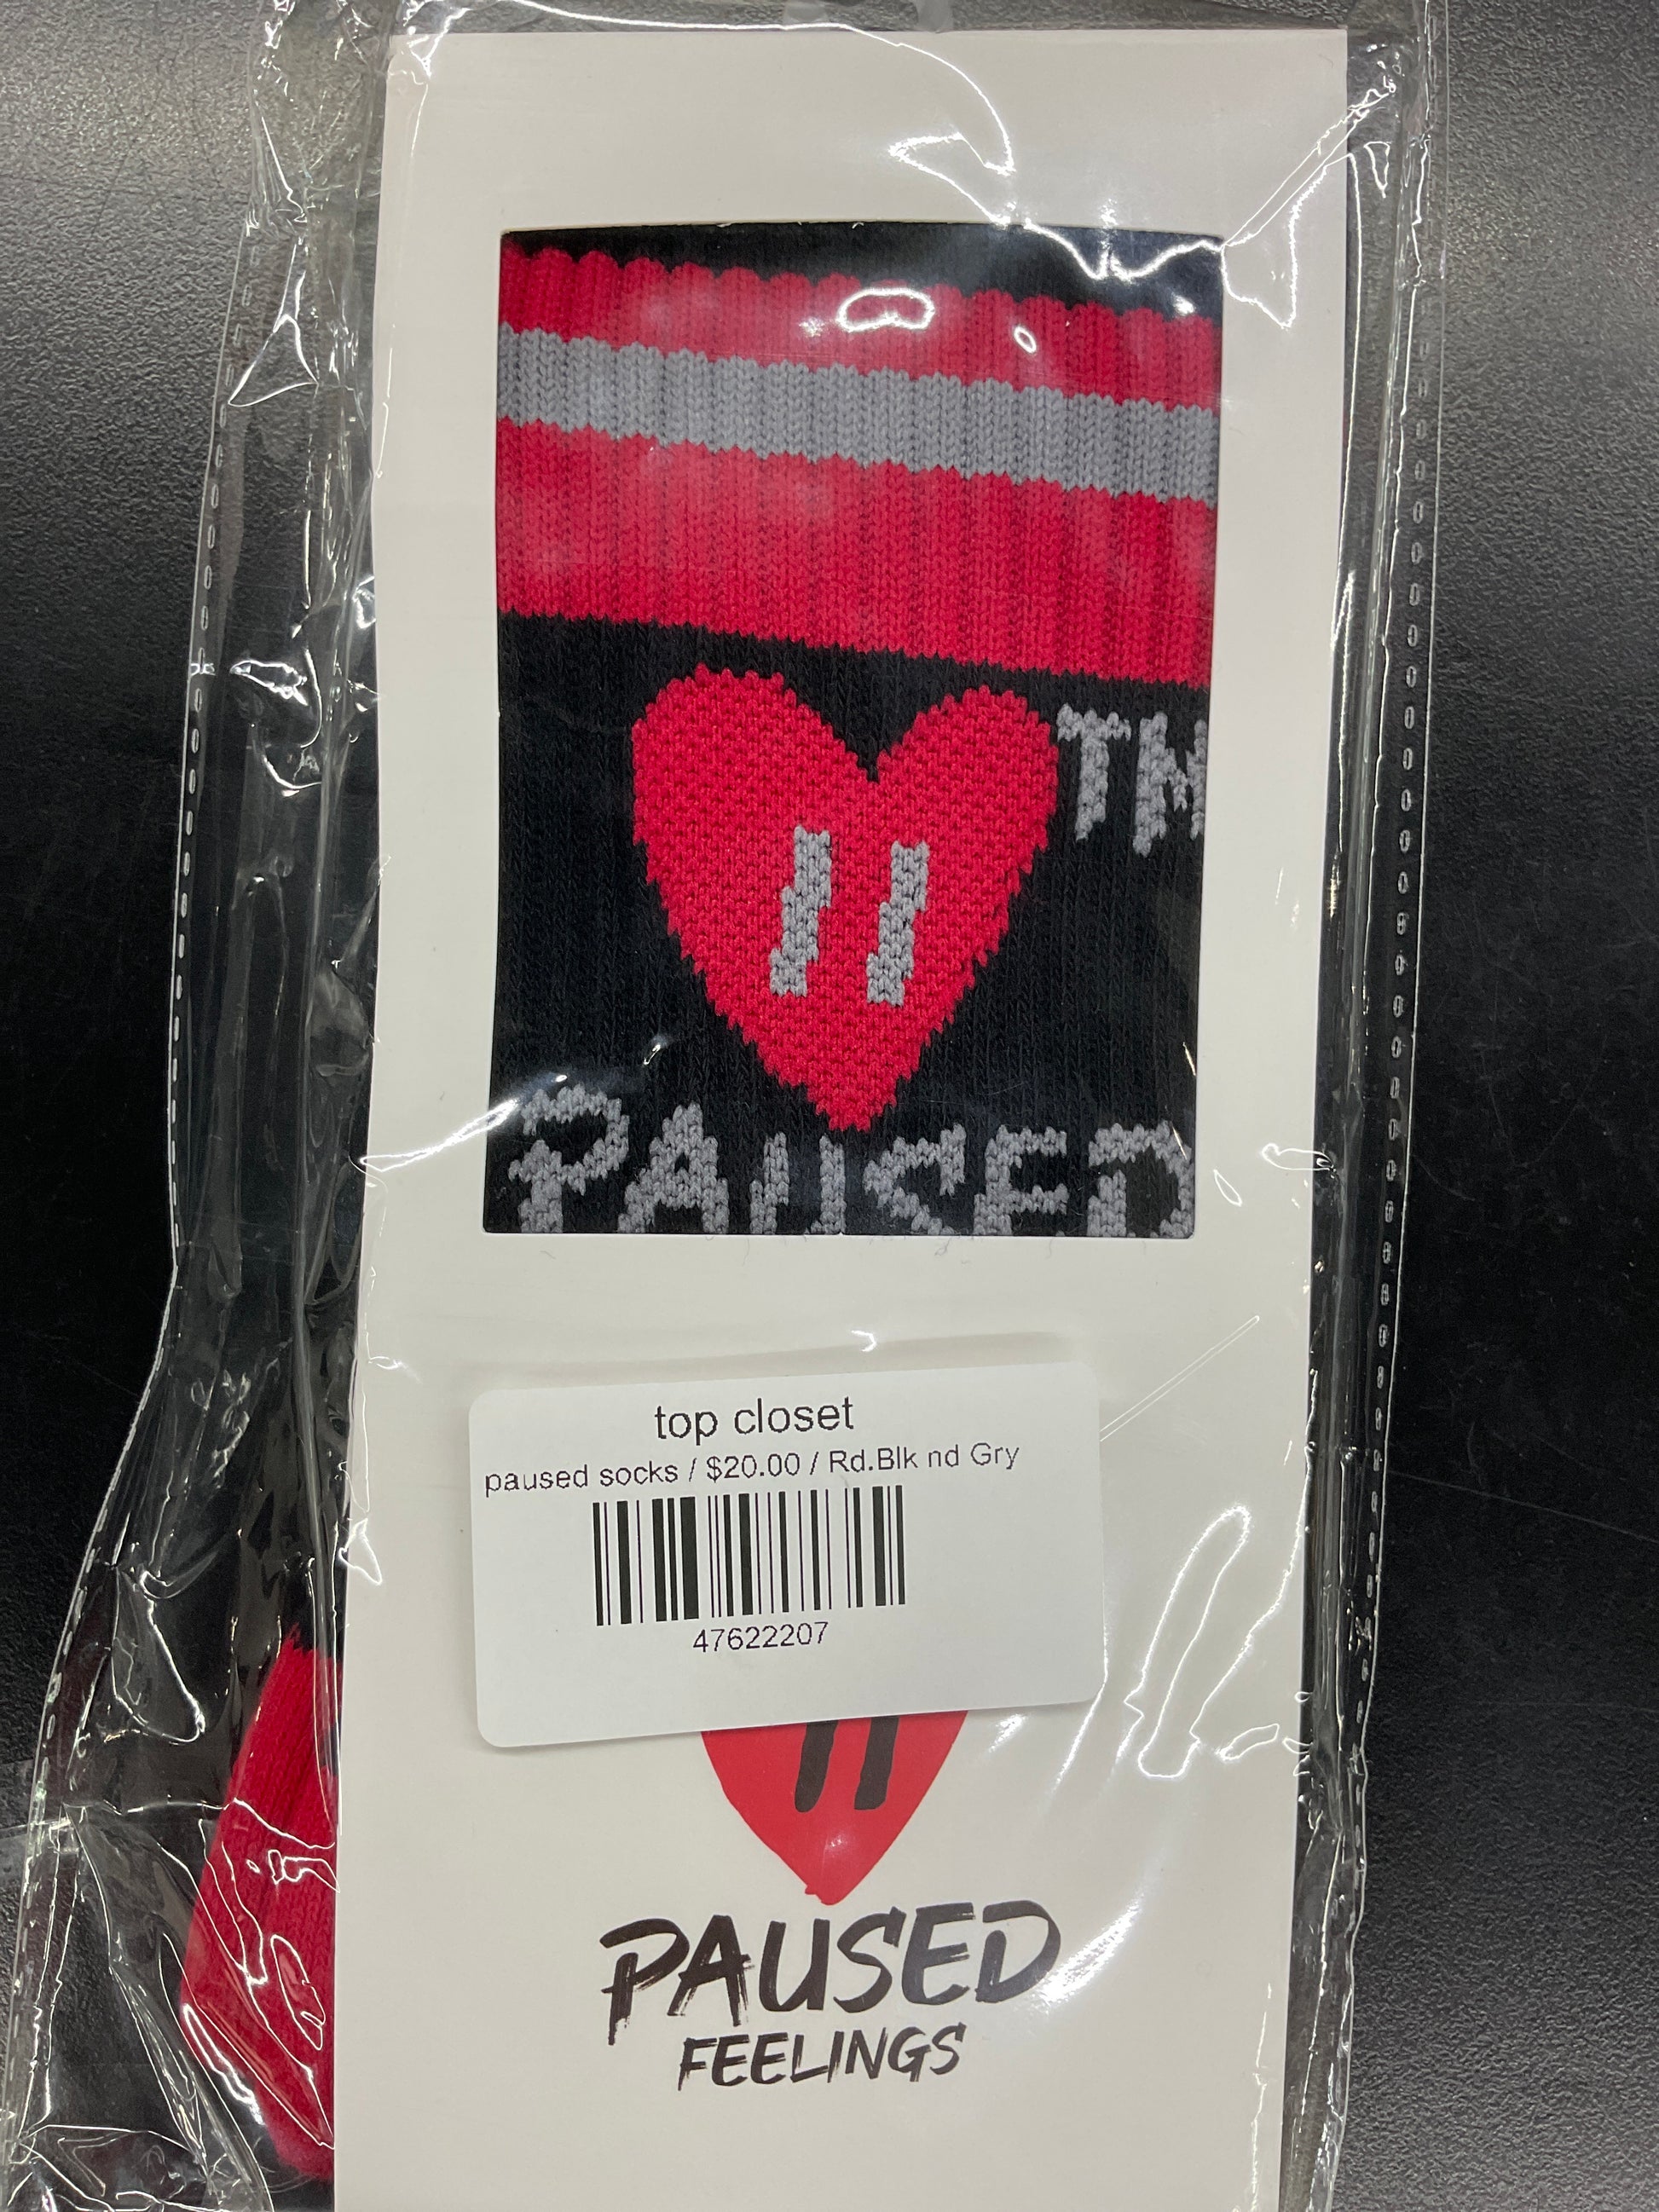 TM
PAUSED
top closet
paused socks / $20.00 / Rd.Blk nd Gry
47622207
PAUSED
FEELINGS